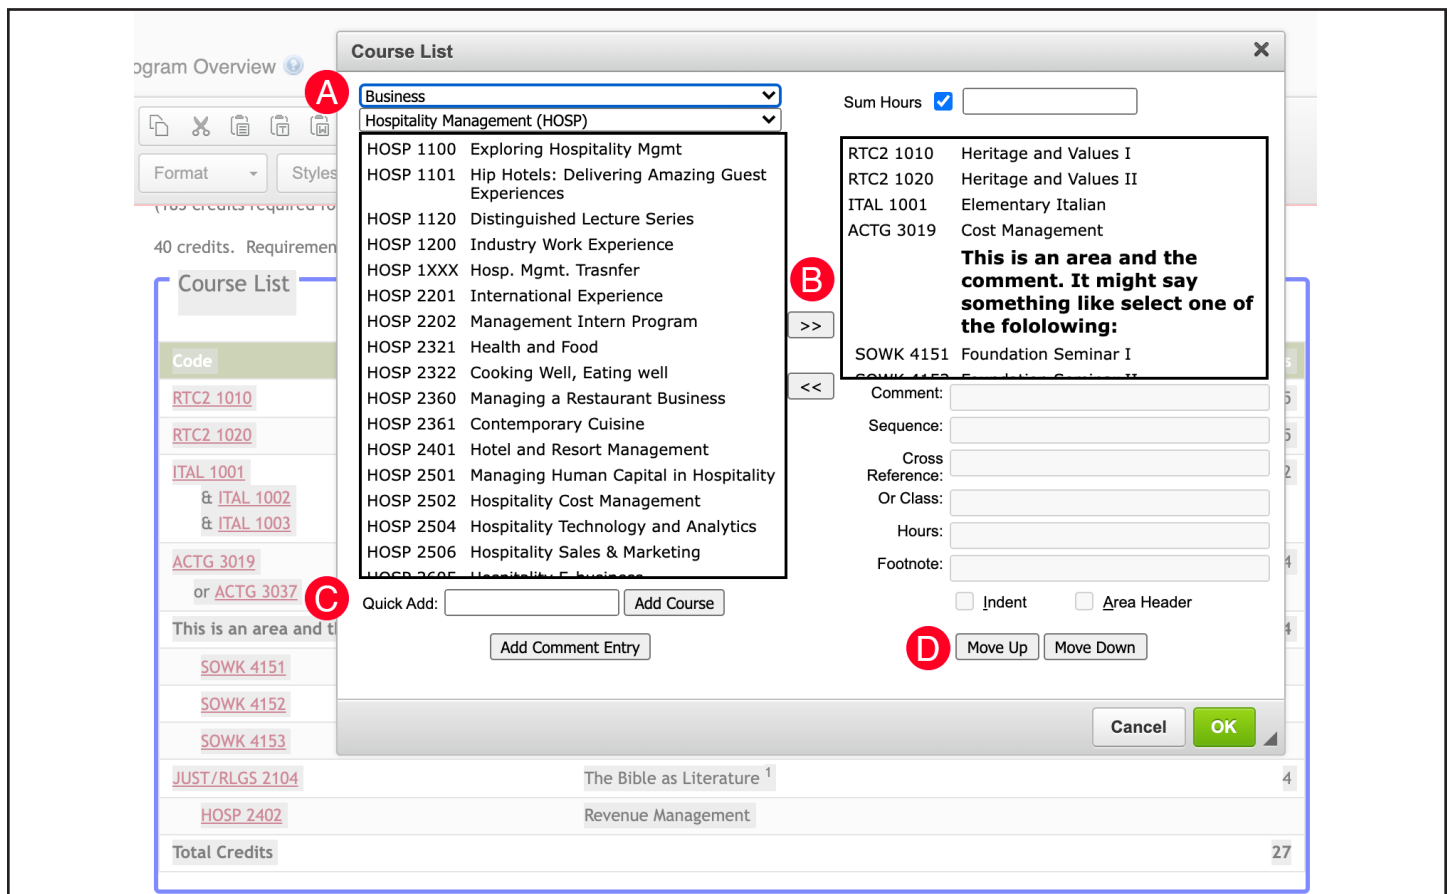 Course List
ogram Overview
A
Business
Sum Hours
Hospitality Management (HOSP)
HOSP 1100 Exploring Hospitality Mgmt
HOSP 1101 Hip Hotels: Delivering Amazing Guest
Experiences
HOSP 1120 Distinguished Lecture Series
HOSP 1200 Industry Work Experience
HOSP 1XXX Hosp. Mgmt. Trasnfer
HOSP 2201 International Experience
HOSP 2202 Management Intern Program
HOSP 2321 Health and Food
HOSP 2322 Cooking Well, Eating well
HOSP 2360 Managing a Restaurant Business
HOSP 2361 Contemporary Cuisine
HOSP 2401 Hotel and Resort Management
HOSP 2501 Managing Human Capital in Hospitality
HOSP 2502 Hospitality Cost Management
HOSP 2504 Hospitality Technology and Analytics
HOSP 2506 Hospitality Sales & Marketing
RTC2 1010 Heritage and Values I
RTC2 1020 Heritage and Values II
ITAL 1001 Elementary Italian
ACTG 3019 Cost Management
This is an area and the
comment. It might say
something like select one of
the fololowing:
SOWK 4151 Foundation Seminar I
SOWK 4152 Foundation Seminar II
B
>>
<<
Comment:
Sequence:
Cross
Reference:
Or Class:
Hours:
Footnote:
Indent Area Header
C
Quick Add: Add Course
Add Comment Entry
D
Move Up Move Down
Cancel OK
Format Styles
40 credits. Requiremen
Course List
Code s
RTC2 1010 5
RTC2 1020 5
ITAL 1001 2
& ITAL 1002
& ITAL 1003
ACTG 3019 4
or ACTG 3037
This is an area and t 4
SOWK 4151
SOWK 4152
SOWK 4153
JUST/RLGS 2104 The Bible as Literature 1 4
HOSP 2402 Revenue Management
Total Credits 27